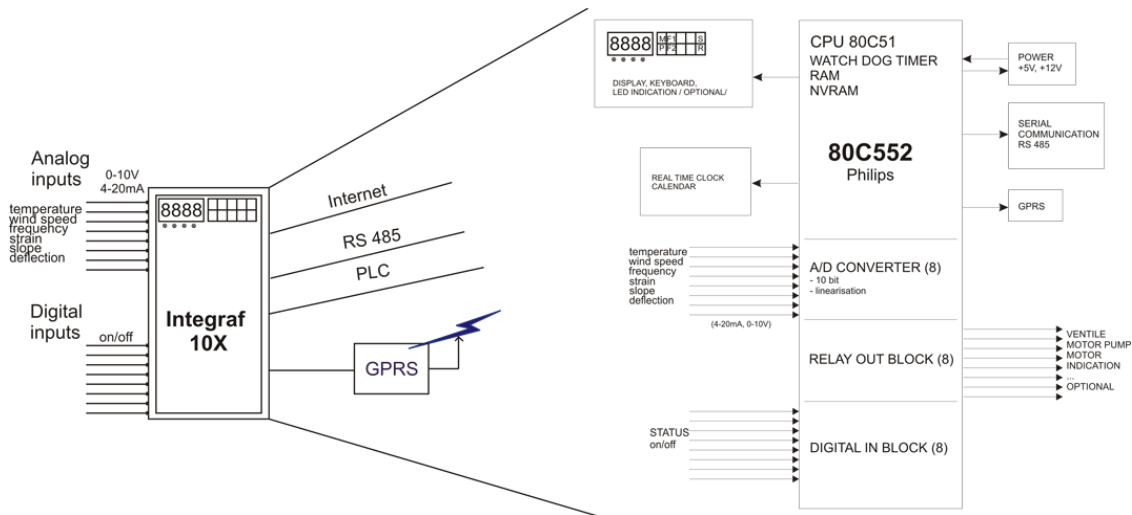 Analog
inputs
0-10V
4-20mA
temperature
wind speed
frequency
strain
slope
deflection
Digital
inputs
on/off
8888
Integraf
10X
Internet
RS 485
PLC
GPRS
8888
M F1 S
P F2 R
DISPLAY, KEYBOARD,
LED INDICATION / OPTIONAL/
REAL TIME CLOCK
CALENDAR
temperature
wind speed
frequency
strain
slope
deflection
(4-20mA, 0-10V)
STATUS
on/off
CPU 80C51
WATCH DOG TIMER
RAM
NVRAM
80C552
Philips
A/D CONVERTER (8)
- 10 bit
- linearisation
RELAY OUT BLOCK (8)
DIGITAL IN BLOCK (8)
POWER
+5V, +12V
SERIAL
COMMUNICATION
RS 485
GPRS
VENTILE
MOTOR PUMP
MOTOR
INDICATION
...
OPTIONAL